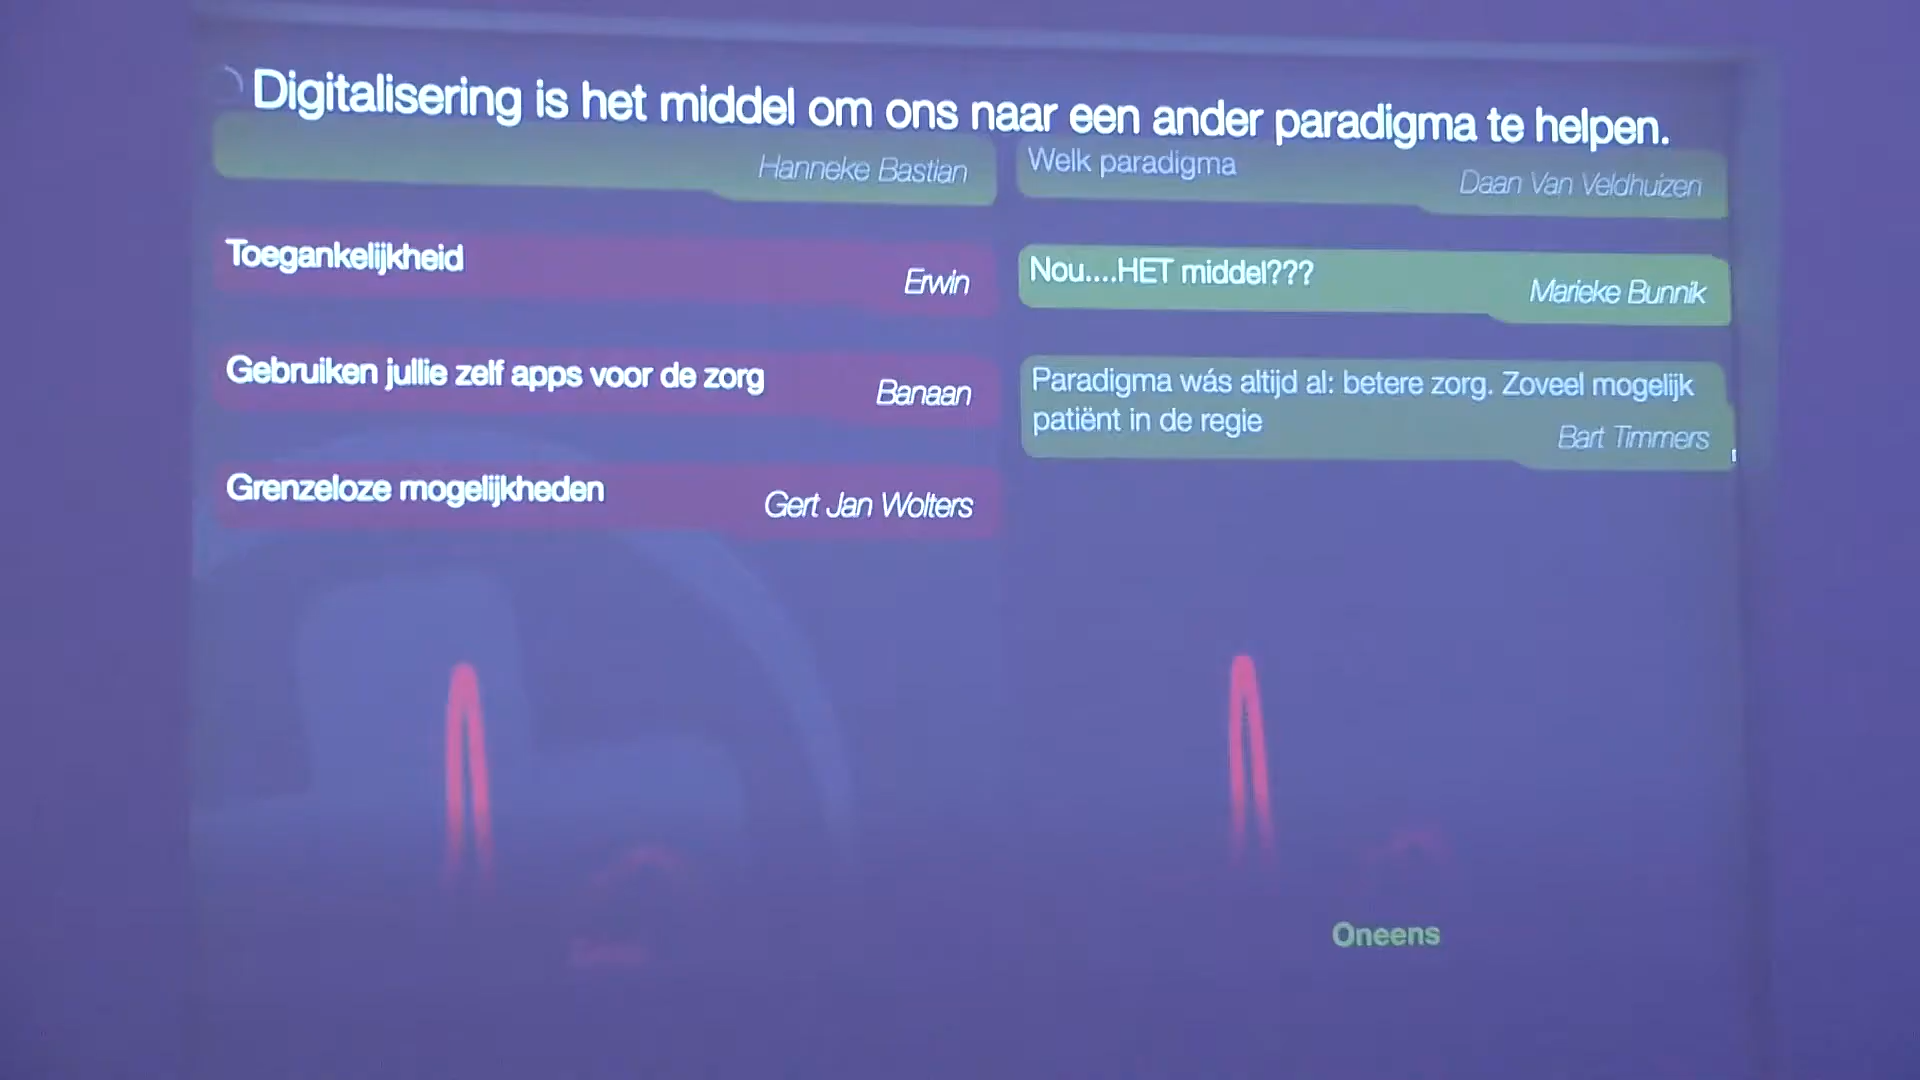 Digitalisering is het middel om ons naar een ander paradigma te helpen.
Hanneke Bastian
Toegankelijkheid
Erwin
Gebruiken jullie zelf apps voor de zorg
Banaan
Grenzeloze mogelijkheden
Gert Jan Wolters
Welk paradigma
Daan Van Veldhuizen
Nou....HET middel???
Marieke Bunnik
Paradigma wás altijd al: betere zorg. Zoveel mogelijk
patiënt in de regie
Bart Timmers
Oneens